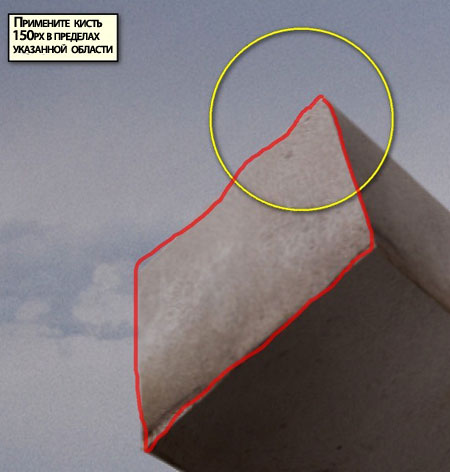 Примените кисть
150px в пределах
указанной области